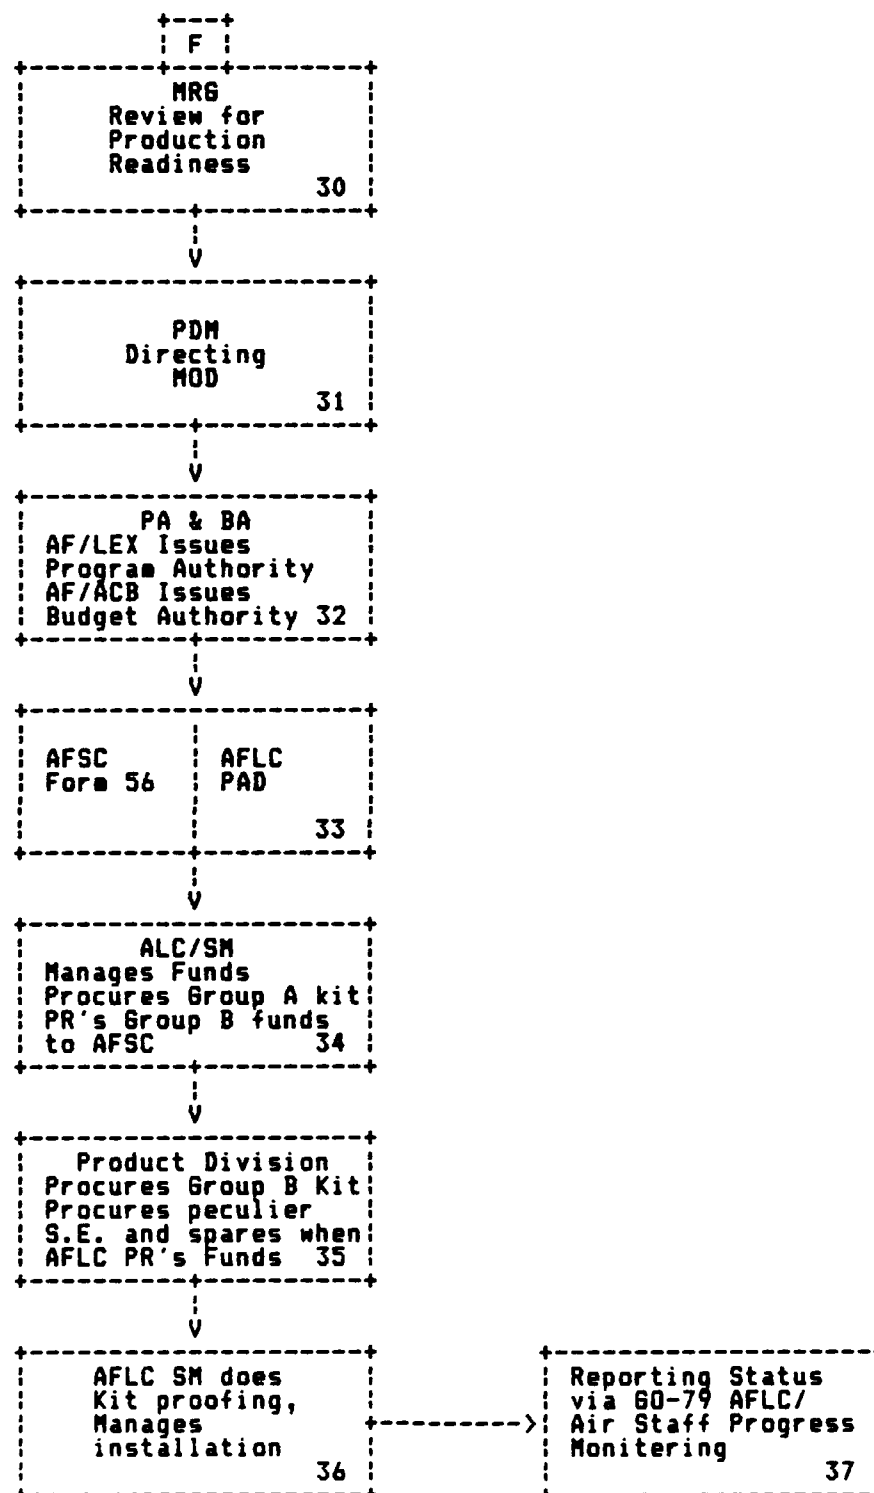 F
MRG
Review for
Production
Readiness
30
PDM
Directing
MOD
31
PA & BA
AF/LEX Issues
Program Authority
AF/ACB Issues
Budget Authority 32
AFSC
Form 56
AFLC
PAD
33
ALC/SM
Manages Funds
Procures Group A kit
PR's Group B funds
to AFSC 34
Product Division
Procures Group B Kit
Procures peculier
S.E. and spares when
AFLC PR's Funds 35
AFLC SM does
Kit proofing,
Manages
installation
36
Reporting Status
via GO-79 AFLC/
Air Staff Progress
Monitering
37